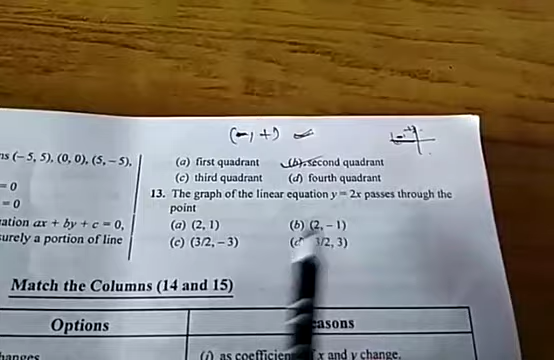 (−, +) ✓
ns (− 5, 5), (0, 0), (5, − 5),
= 0
= 0
ation ax + by + c = 0,
surely a portion of line
(a) first quadrant (b) second quadrant
(c) third quadrant (d) fourth quadrant
13. The graph of the linear equation y = 2x passes through the
point
(a) (2, 1) (b) (2, − 1)
(c) (3/2, − 3) 3/2, 3)
Match the Columns (14 and 15)
Options
(i) as x and y change.